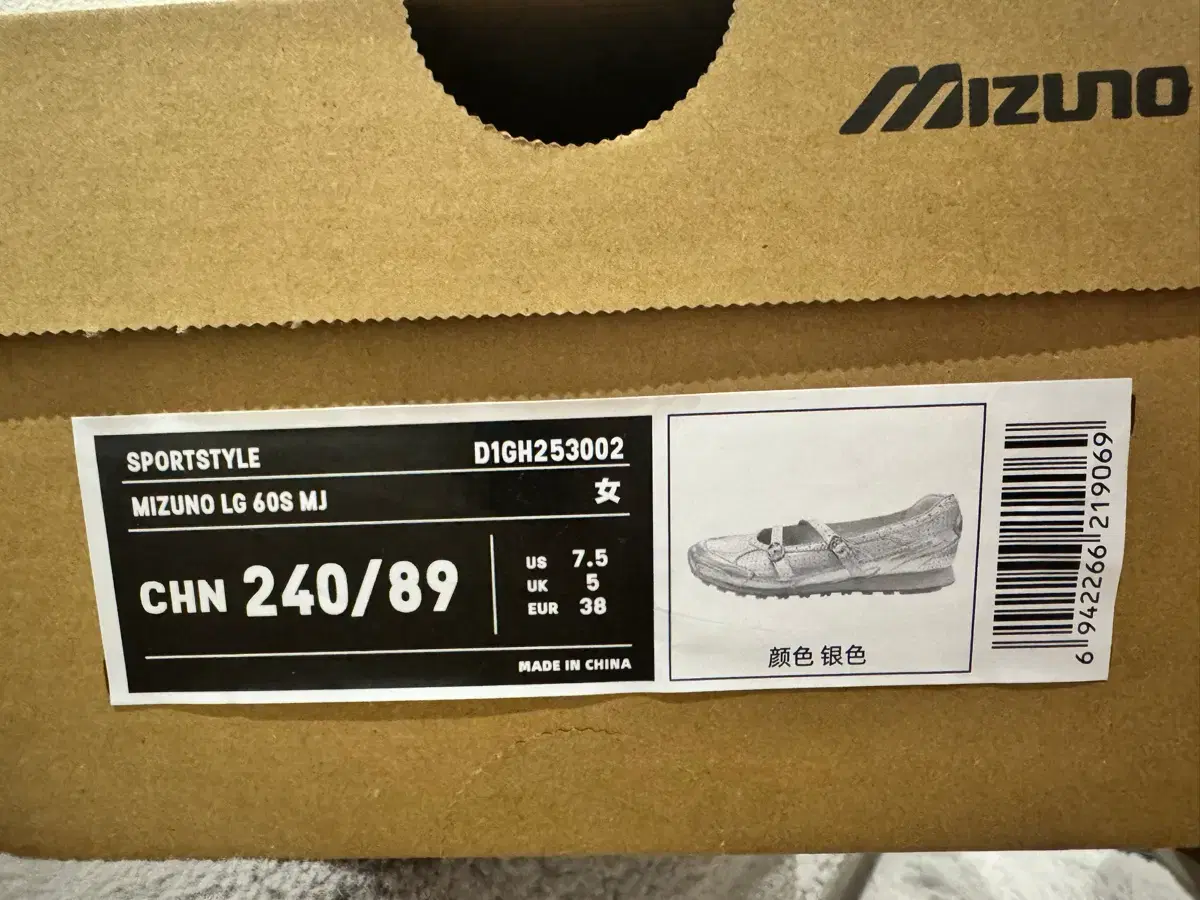 MIZUNO
SPORTSTYLE
D1GH253002
MIZUNO LG 60S MJ
女
CHN 240/89
US 7.5
UK 5
EUR 38
MADE IN CHINA
颜色 银色
6 942266 219069